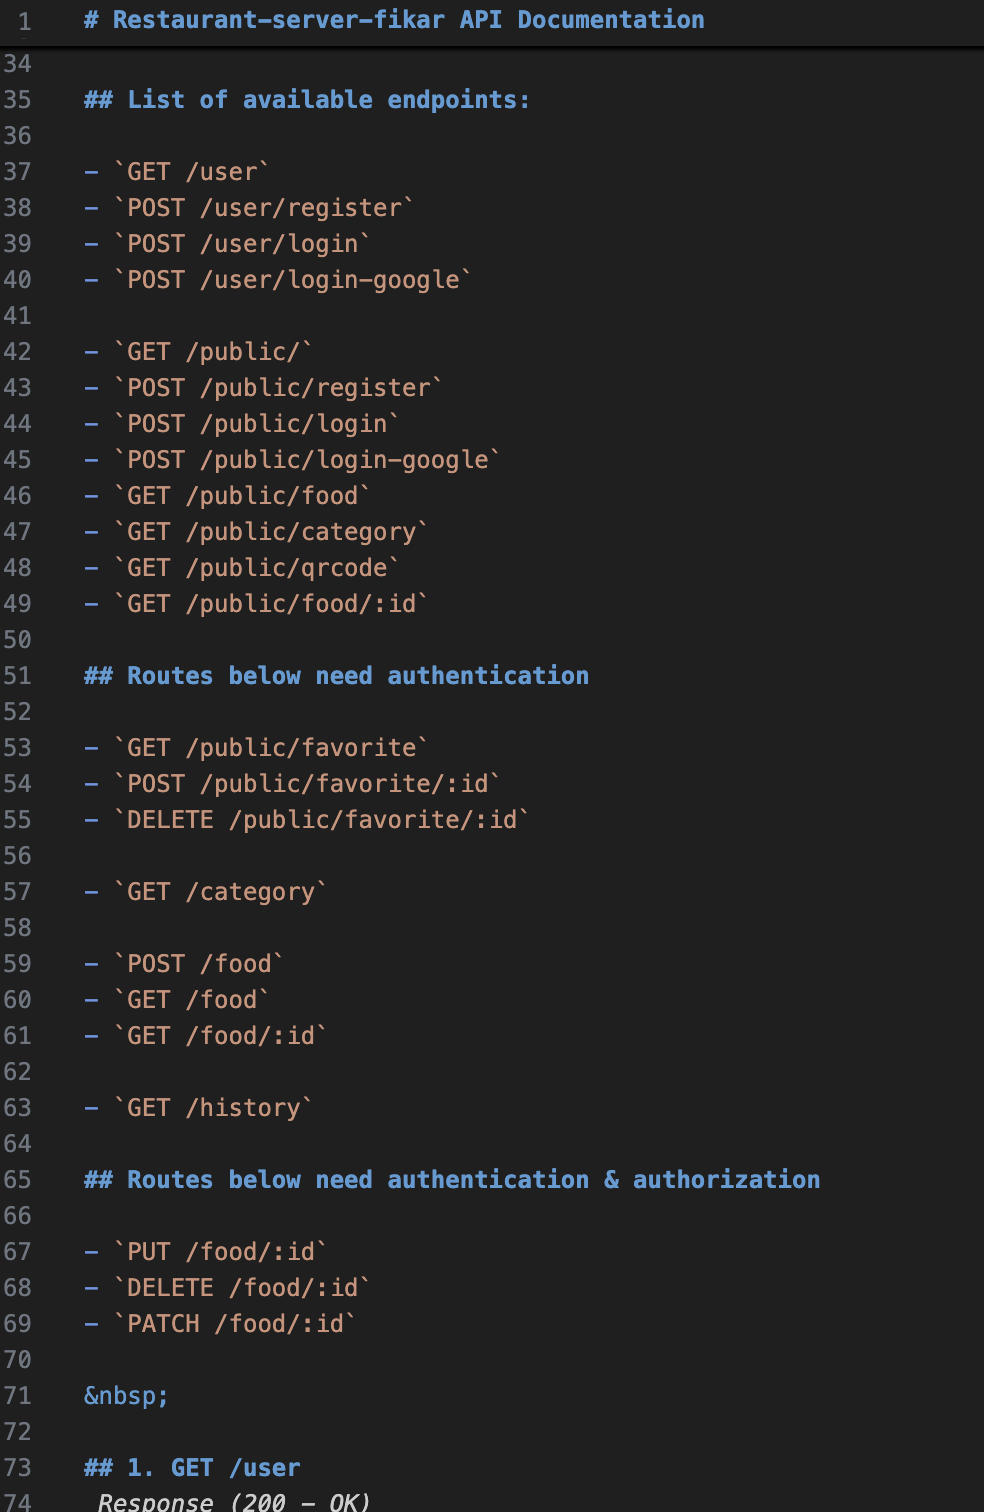 1 # Restaurant-server-fikar API Documentation
34
35 ## List of available endpoints:
36
37 - `GET /user`
38 - `POST /user/register`
39 - `POST /user/login`
40 - `POST /user/login-google`
41
42 - `GET /public/`
43 - `POST /public/register`
44 - `POST /public/login`
45 - `POST /public/login-google`
46 - `GET /public/food`
47 - `GET /public/category`
48 - `GET /public/qrcode`
49 - `GET /public/food/:id`
50
51 ## Routes below need authentication
52
53 - `GET /public/favorite`
54 - `POST /public/favorite/:id`
55 - `DELETE /public/favorite/:id`
56
57 - `GET /category`
58
59 - `POST /food`
60 - `GET /food`
61 - `GET /food/:id`
62
63 - `GET /history`
64
65 ## Routes below need authentication & authorization
66
67 - `PUT /food/:id`
68 - `DELETE /food/:id`
69 - `PATCH /food/:id`
70
71 &nbsp;
72
73 ## 1. GET /user
74 _Response (200 - OK)_